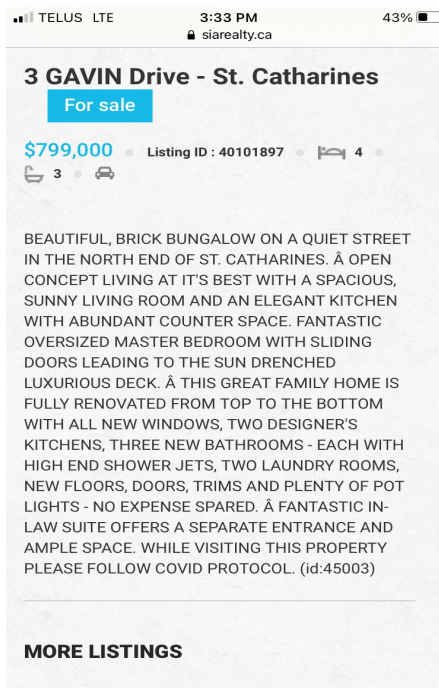 TELUS LTE 3:33 PM 43%
siarealty.ca
3 GAVIN Drive - St. Catharines
For sale
$799,000 Listing ID : 40101897 4
3
BEAUTIFUL, BRICK BUNGALOW ON A QUIET STREET
IN THE NORTH END OF ST. CATHARINES. Â OPEN
CONCEPT LIVING AT IT'S BEST WITH A SPACIOUS,
SUNNY LIVING ROOM AND AN ELEGANT KITCHEN
WITH ABUNDANT COUNTER SPACE. FANTASTIC
OVERSIZED MASTER BEDROOM WITH SLIDING
DOORS LEADING TO THE SUN DRENCHED
LUXURIOUS DECK. Â THIS GREAT FAMILY HOME IS
FULLY RENOVATED FROM TOP TO THE BOTTOM
WITH ALL NEW WINDOWS, TWO DESIGNER'S
KITCHENS, THREE NEW BATHROOMS - EACH WITH
HIGH END SHOWER JETS, TWO LAUNDRY ROOMS,
NEW FLOORS, DOORS, TRIMS AND PLENTY OF POT
LIGHTS - NO EXPENSE SPARED. Â FANTASTIC IN-
LAW SUITE OFFERS A SEPARATE ENTRANCE AND
AMPLE SPACE. WHILE VISITING THIS PROPERTY
PLEASE FOLLOW COVID PROTOCOL. (id:45003)
MORE LISTINGS